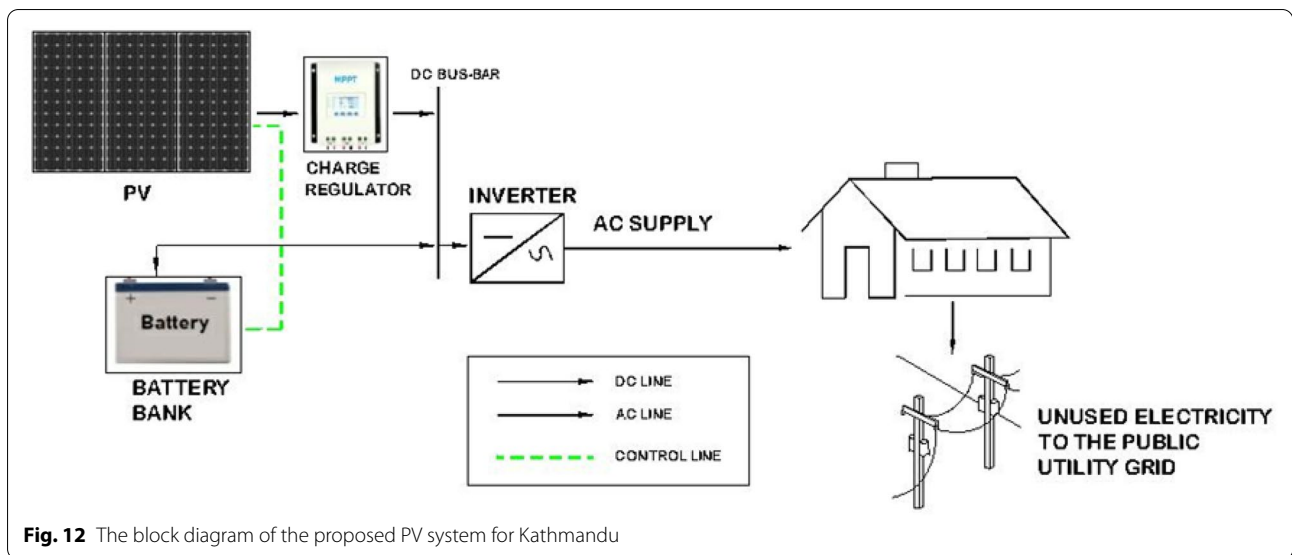 MPPT
DC BUS-BAR
PV
CHARGE
REGULATOR
INVERTER
AC SUPPLY
+ −
Battery
BATTERY
BANK
DC LINE
AC LINE
CONTROL LINE
UNUSED ELECTRICITY
TO THE PUBLIC
UTILITY GRID
Fig. 12 The block diagram of the proposed PV system for Kathmandu